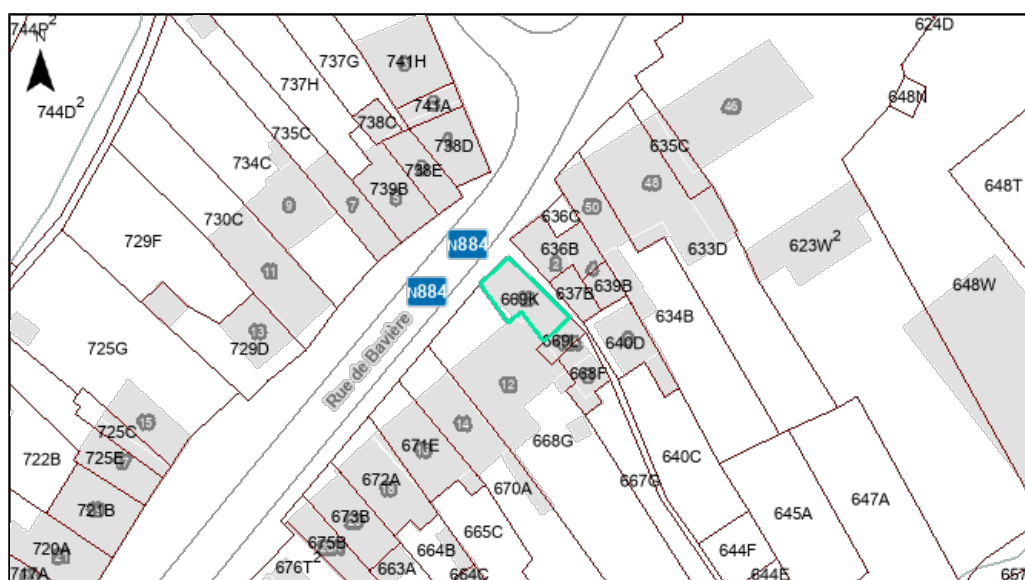 744P²
N
744D²
737G
741H
737H
741A
738C
735C
738D
738E
734C
739B
5
9
7
730C
729F
11
13
729D
725G
N884
N884
Rue de Bavière
15
725C
725E
722B
721B
720A
21
717A
624D
648N
46
635C
648T
48
50
636C
636B
2
4
633D
623W²
639B
637B
669K
648W
634B
669L
640D
668F
12
14
671E
668G
672A
18
670A
640C
667G
647A
645A
673B
665C
675B
664B
644F
676T²
663A
664C
644E